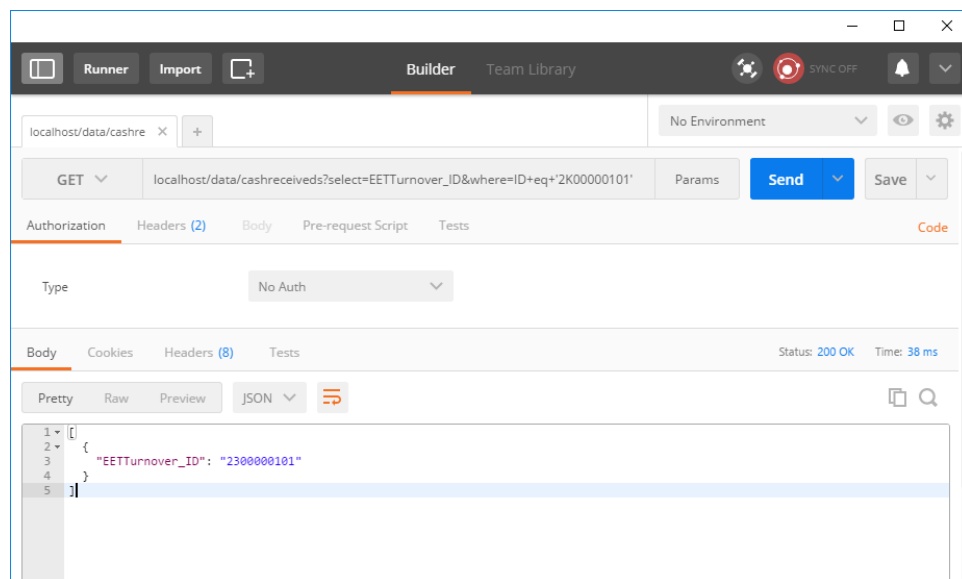 Runner Import Builder Team Library SYNC OFF
localhost/data/cashre + No Environment
GET localhost/data/cashreceiveds?select=EETTurnover_ID&where=ID+eq+'2K00000101' Params Send Save
Authorization Headers (2) Body Pre-request Script Tests Code
Type No Auth
Body Cookies Headers (8) Tests Status: 200 OK Time: 38 ms
Pretty Raw Preview JSON
1 [
2 {
3 "EETTurnover_ID": "2300000101"
4 }
5 ]